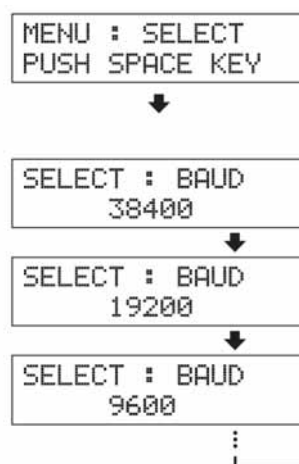 MENU : SELECT
PUSH SPACE KEY
SELECT : BAUD
38400
SELECT : BAUD
19200
SELECT : BAUD
9600